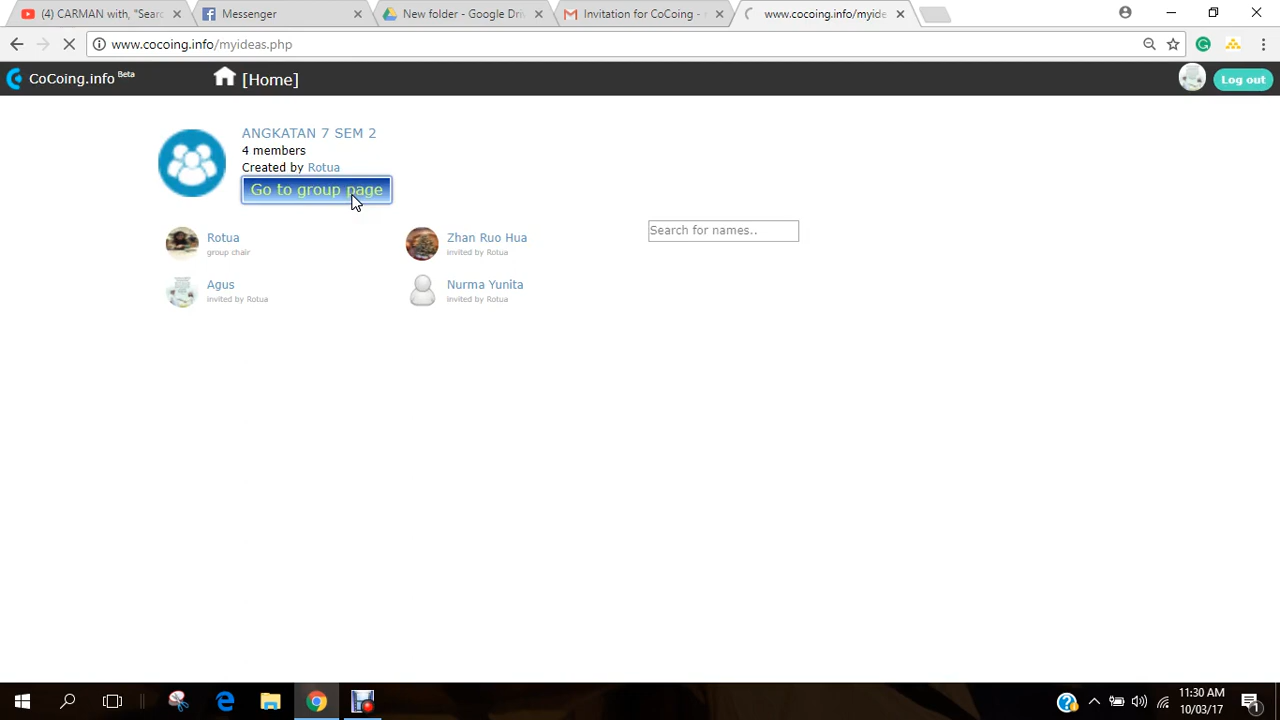 (4) CARMAN with, "Searc
Messenger
New folder - Google Dri
Invitation for CoCoing -
www.cocoing.info/myide
www.cocoing.info/myideas.php
CoCoing.info Beta
[Home]
Log out
ANGKATAN 7 SEM 2
4 members
Created by Rotua
Go to group page
Rotua
group chair
Zhan Ruo Hua
invited by Rotua
Search for names..
Agus
invited by Rotua
Nurma Yunita
invited by Rotua
11:30 AM
10/03/17